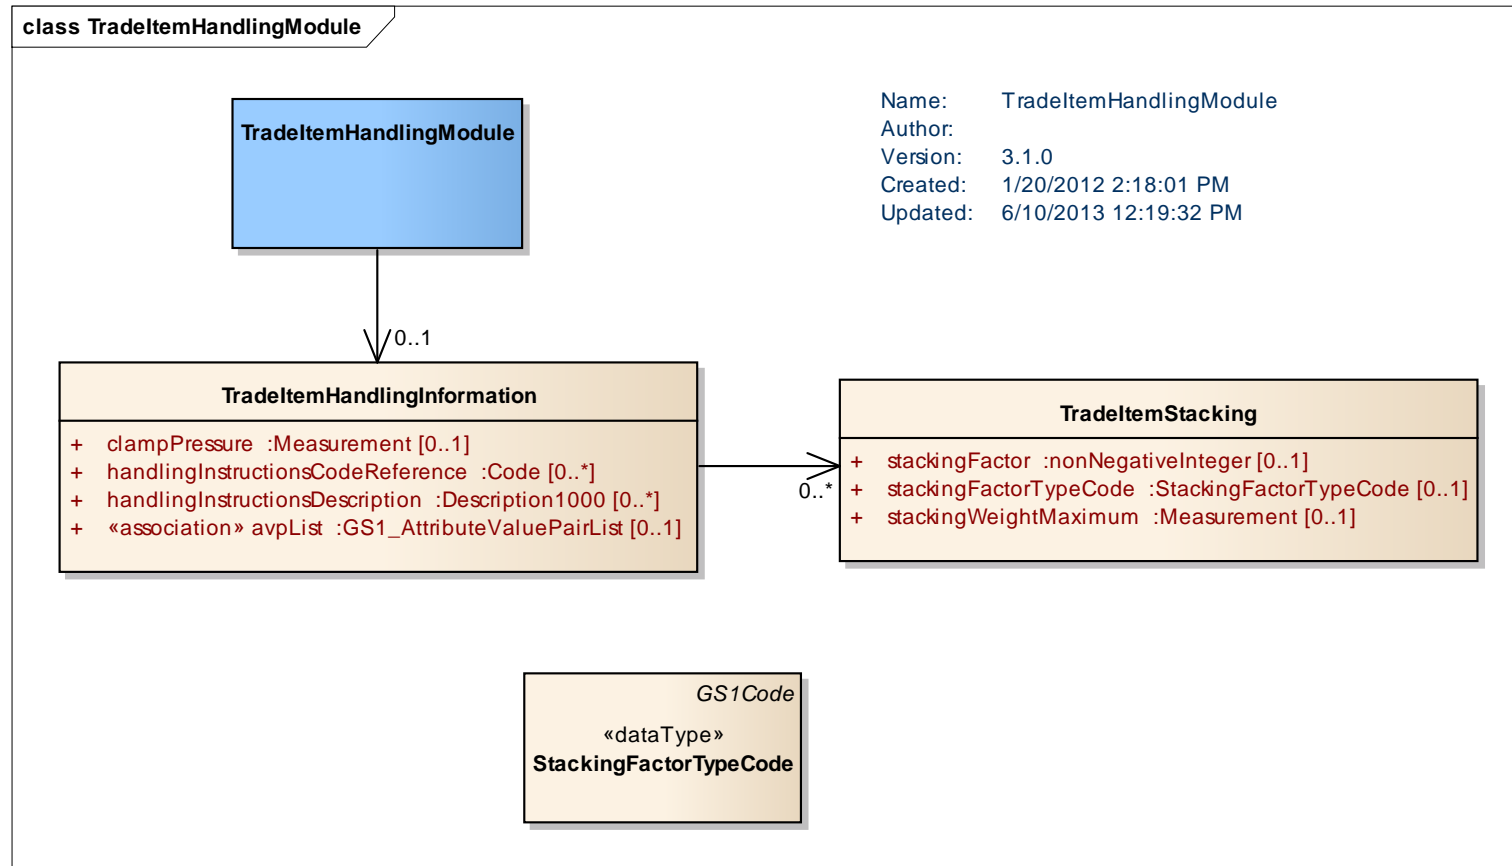 class TradeItemHandlingModule
TradeItemHandlingModule
Name: TradeItemHandlingModule
Author:
Version: 3.1.0
Created: 1/20/2012 2:18:01 PM
Updated: 6/10/2013 12:19:32 PM
0..1
TradeItemHandlingInformation
+ clampPressure :Measurement [0..1]
+ handlingInstructionsCodeReference :Code [0..*]
+ handlingInstructionsDescription :Description1000 [0..*]
+ «association» avpList :GS1_AttributeValuePairList [0..1]
0..*
TradeItemStacking
+ stackingFactor :nonNegativeInteger [0..1]
+ stackingFactorTypeCode :StackingFactorTypeCode [0..1]
+ stackingWeightMaximum :Measurement [0..1]
GS1Code
«dataType»
StackingFactorTypeCode